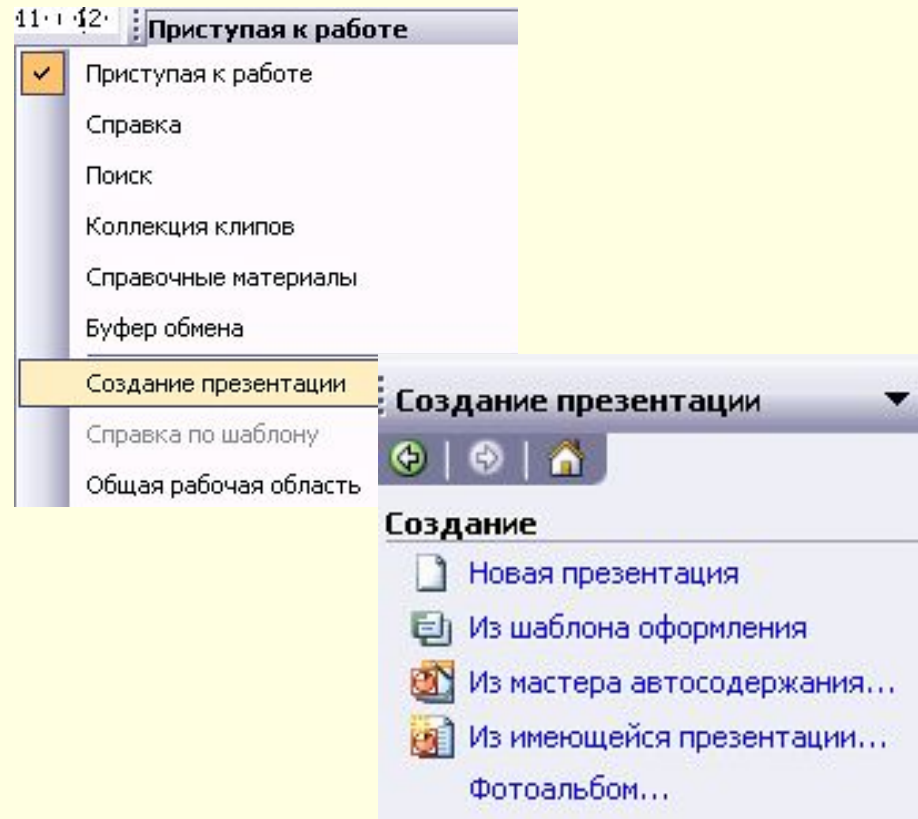 11 12
Приступая к работе
Приступая к работе
Справка
Поиск
Коллекция клипов
Справочные материалы
Буфер обмена
Создание презентации
Справка по шаблону
Общая рабочая область
Создание презентации
Создание
Новая презентация
Из шаблона оформления
Из мастера автосодержания...
Из имеющейся презентации...
Фотоальбом...